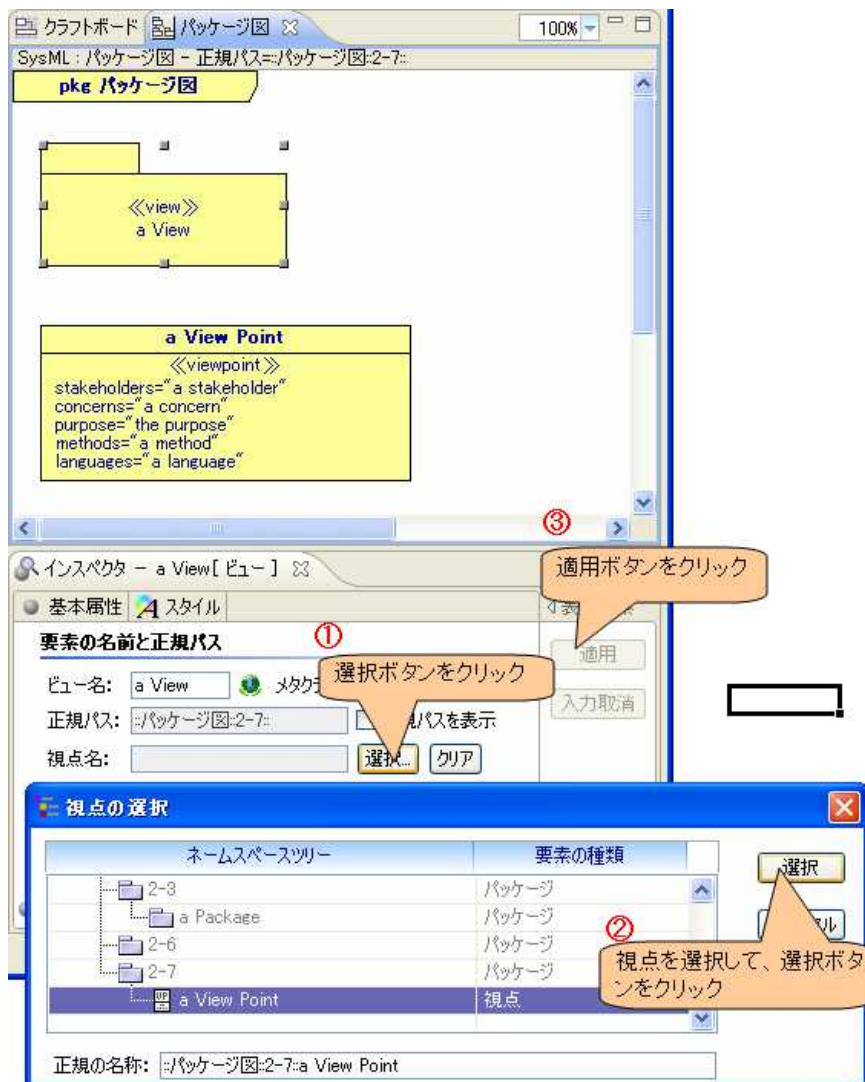 クラフトボード パッケージ図 100%
SysML : パッケージ図 - 正規パス=::パッケージ図::2-7::
pkg パッケージ図
≪view≫
a View
a View Point
≪viewpoint≫
stakeholders="a stakeholder"
concerns="a concern"
purpose="the purpose"
methods="a method"
languages="a language"
③
インスペクタ - a View[ ビュー ]
適用ボタンをクリック
基本属性 スタイル
要素の名前と正規パス
①
適用
選択ボタンをクリック
ビュー名: a View
入力取消
正規パス: ::パッケージ図::2-7:: パスを表示
視点名: 選択... クリア
視点の選択
ネームスペースツリー 要素の種類
選択
2-3 パッケージ
a Package パッケージ
②
2-6 パッケージ
2-7 パッケージ
視点を選択して、選択ボタ
ンをクリック
a View Point 視点
正規の名称: ::パッケージ図::2-7::a View Point